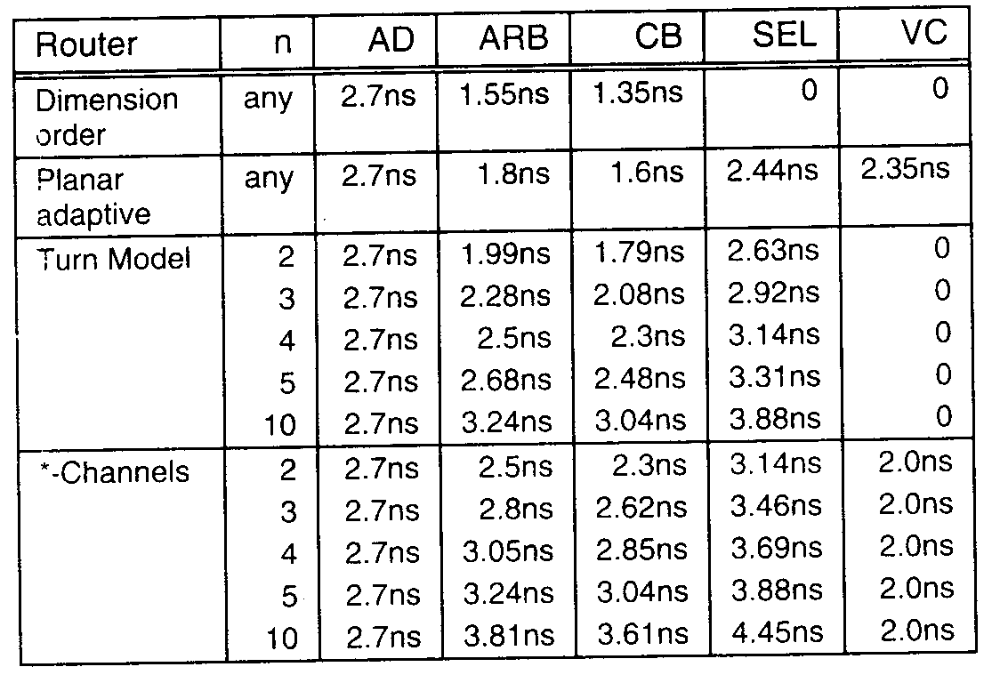 Router n AD ARB CB SEL VC
Dimension order any 2.7ns 1.55ns 1.35ns 0 0
Planar adaptive any 2.7ns 1.8ns 1.6ns 2.44ns 2.35ns
Turn Model 2 2.7ns 1.99ns 1.79ns 2.63ns 0
3 2.7ns 2.28ns 2.08ns 2.92ns 0
4 2.7ns 2.5ns 2.3ns 3.14ns 0
5 2.7ns 2.68ns 2.48ns 3.31ns 0
10 2.7ns 3.24ns 3.04ns 3.88ns 0
*-Channels 2 2.7ns 2.5ns 2.3ns 3.14ns 2.0ns
3 2.7ns 2.8ns 2.62ns 3.46ns 2.0ns
4 2.7ns 3.05ns 2.85ns 3.69ns 2.0ns
5 2.7ns 3.24ns 3.04ns 3.88ns 2.0ns
10 2.7ns 3.81ns 3.61ns 4.45ns 2.0ns